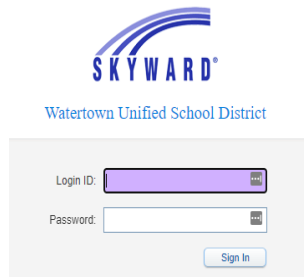 SKYWARD®
Watertown Unified School District
Login ID:
Password:
Sign In